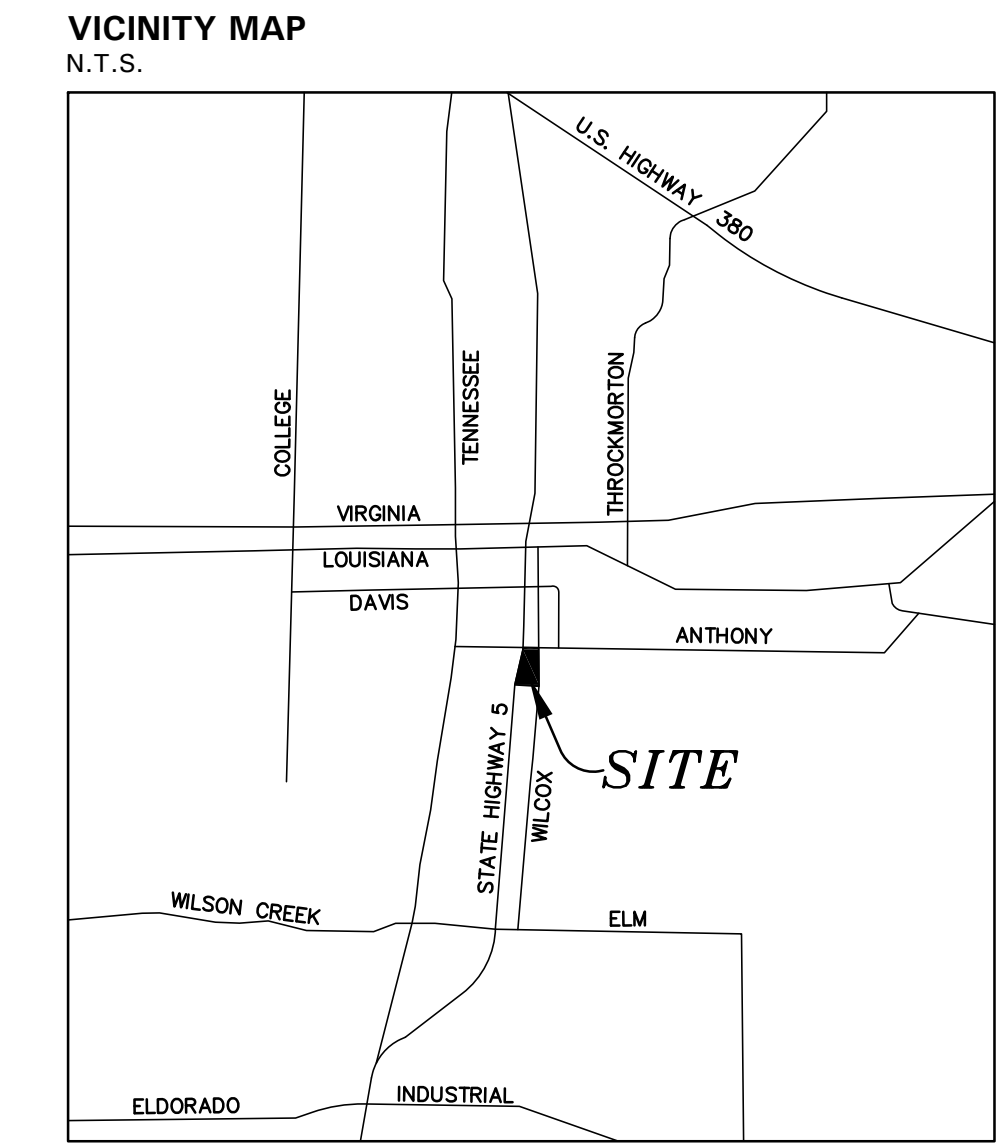 VICINITY MAP
N.T.S.
U.S. HIGHWAY 380
COLLEGE
TENNESSEE
THROCKMORTON
VIRGINIA
LOUISIANA
DAVIS
ANTHONY
STATE HIGHWAY 5
WILCOX
SITE
WILSON CREEK
ELM
ELDORADO
INDUSTRIAL